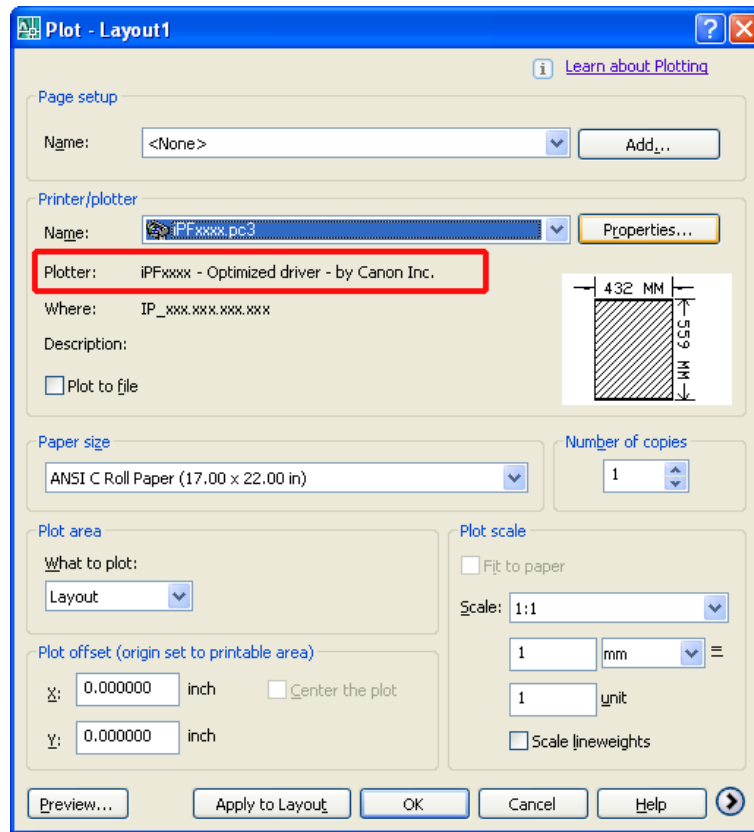 Plot - Layout1
Learn about Plotting
Page setup
Name: <None> Add...
Printer/plotter
Name: iPFxxxx.pc3 Properties...
Plotter: iPFxxxx - Optimized driver - by Canon Inc.
Where: IP_xxx.xxx.xxx.xxx
Description:
Plot to file
432 MM
559 MM
Paper size
ANSI C Roll Paper (17.00 x 22.00 in)
Number of copies
1
Plot area
What to plot:
Layout
Plot offset (origin set to printable area)
X: 0.000000 inch Center the plot
Y: 0.000000 inch
Plot scale
Fit to paper
Scale: 1:1
1 mm =
1 unit
Scale lineweights
Preview... Apply to Layout OK Cancel Help